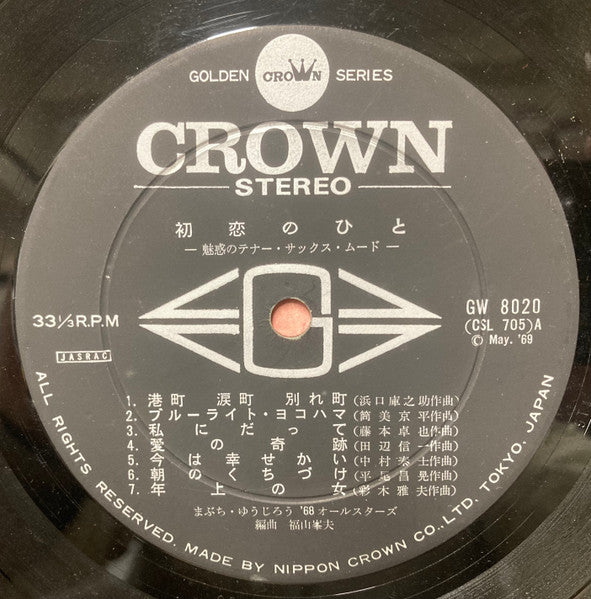 GOLDEN CROWN SERIES
CROWN
STEREO
初恋のひと
― 魅惑のテナー・サックス・ムード ―
G
33⅓ R.P.M
JASRAC
GW 8020
(CSL 705)A
© May. '69
1. 港町 涙町 別れ町 (浜口庫之助作曲)
2. ブルーライト・ヨコハマ (筒美京平作曲)
3. 私にだって (藤本卓也作曲)
4. 愛の奇跡 (田辺信一作曲)
5. 今は幸せかい (中村泰士作曲)
6. 朝のくちづけ (平尾昌晃作曲)
7. 年上の女 (彩木雅夫作曲)
まぶち・ゆうじろう '68 オールスターズ
編曲 福山峯夫
ALL RIGHTS RESERVED. MADE BY NIPPON CROWN CO., LTD. TOKYO, JAPAN